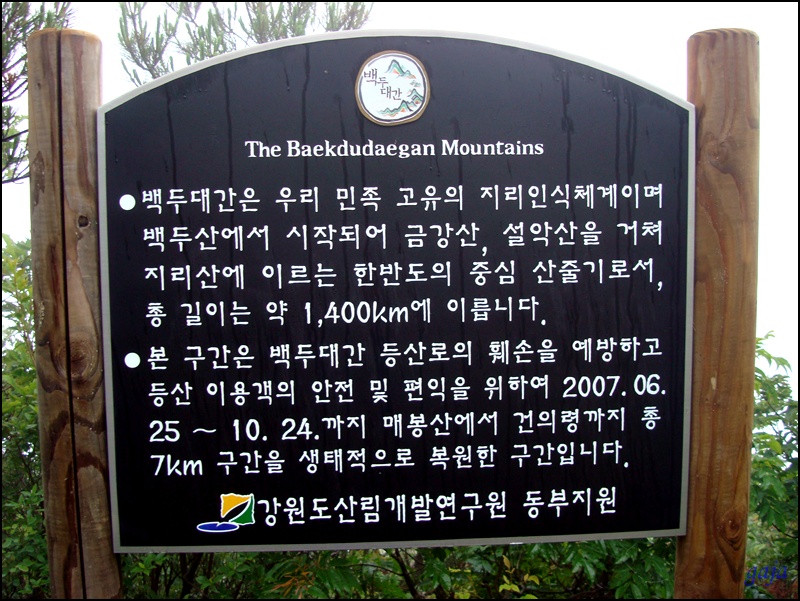 백두
대간
The Baekdudaegan Mountains
● 백두대간은 우리 민족 고유의 지리인식체계이며
백두산에서 시작되어 금강산, 설악산을 거쳐
지리산에 이르는 한반도의 중심 산줄기로서,
총 길이는 약 1,400km에 이릅니다.
● 본 구간은 백두대간 등산로의 훼손을 예방하고
등산 이용객의 안전 및 편익을 위하여 2007. 06.
25 ~ 10. 24.까지 매봉산에서 건의령까지 총
7km 구간을 생태적으로 복원한 구간입니다.
강원도산림개발연구원 동부지원